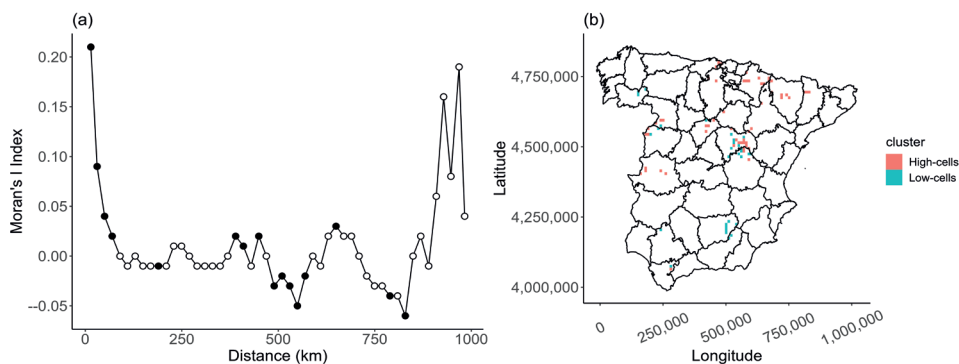 (a)
Moran's I Index
0.20
0.15
0.10
0.05
0.00
--0.05
0
250
500
750
1000
Distance (km)
(b)
Latitude
4,750,000
4,500,000
4,250,000
4,000,000
0
250,000
500,000
750,000
1,000,000
Longitude
cluster
High-cells
Low-cells